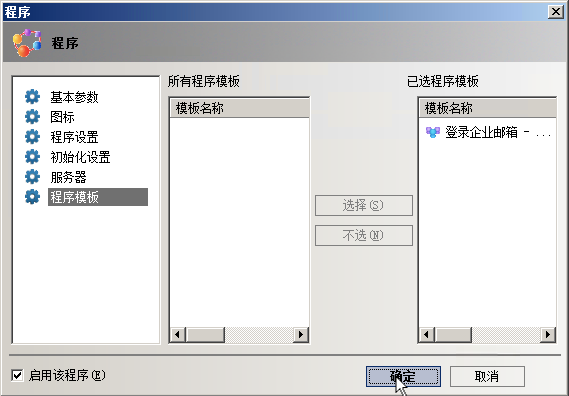 程序
程序
基本参数
图标
程序设置
初始化设置
服务器
程序模板
所有程序模板
模板名称
选择(S)
不选(N)
已选程序模板
模板名称
登录企业邮箱 - ...
启用该程序(E)
确定
取消